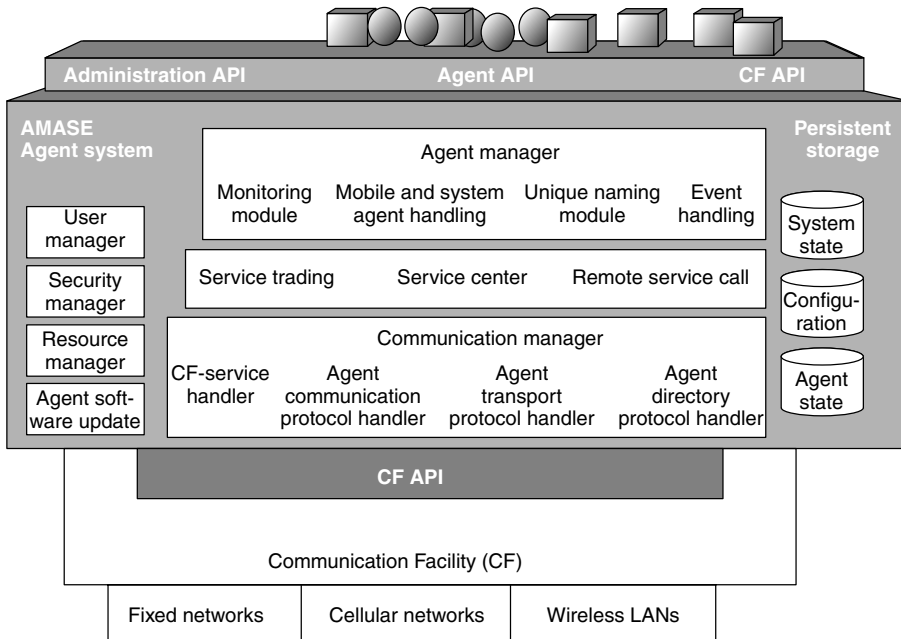 Administration API Agent API CF API
AMASE
Agent system
Persistent
storage
Agent manager
Monitoring
module
Mobile and system
agent handling
Unique naming
module
Event
handling
User
manager
Security
manager
Resource
manager
Agent soft-
ware update
Service trading Service center Remote service call
Communication manager
CF-service
handler
Agent
communication
protocol handler
Agent
transport
protocol handler
Agent
directory
protocol handler
System
state
Configu-
ration
Agent
state
CF API
Communication Facility (CF)
Fixed networks Cellular networks Wireless LANs